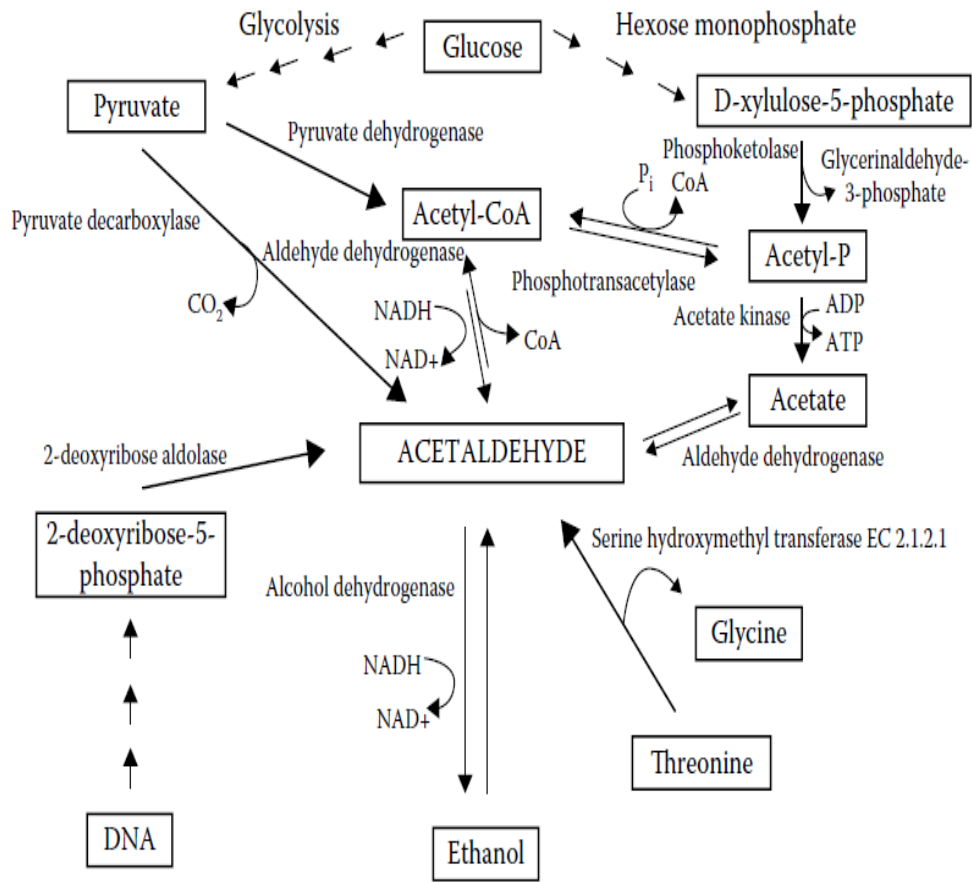 Glycolysis
Glucose
Hexose monophosphate
Pyruvate
D-xylulose-5-phosphate
Pyruvate dehydrogenase
Phosphoketolase
Glycerinaldehyde-
3-phosphate
Pi
CoA
Pyruvate decarboxylase
Acetyl-CoA
Aldehyde dehydrogenase
Acetyl-P
Phosphotransacetylase
CO2
NADH
NAD+
CoA
Acetate kinase
ADP
ATP
Acetate
2-deoxyribose aldolase
ACETALDEHYDE
Aldehyde dehydrogenase
2-deoxyribose-5-
phosphate
Serine hydroxymethyl transferase EC 2.1.2.1
Alcohol dehydrogenase
Glycine
NADH
NAD+
Threonine
DNA
Ethanol